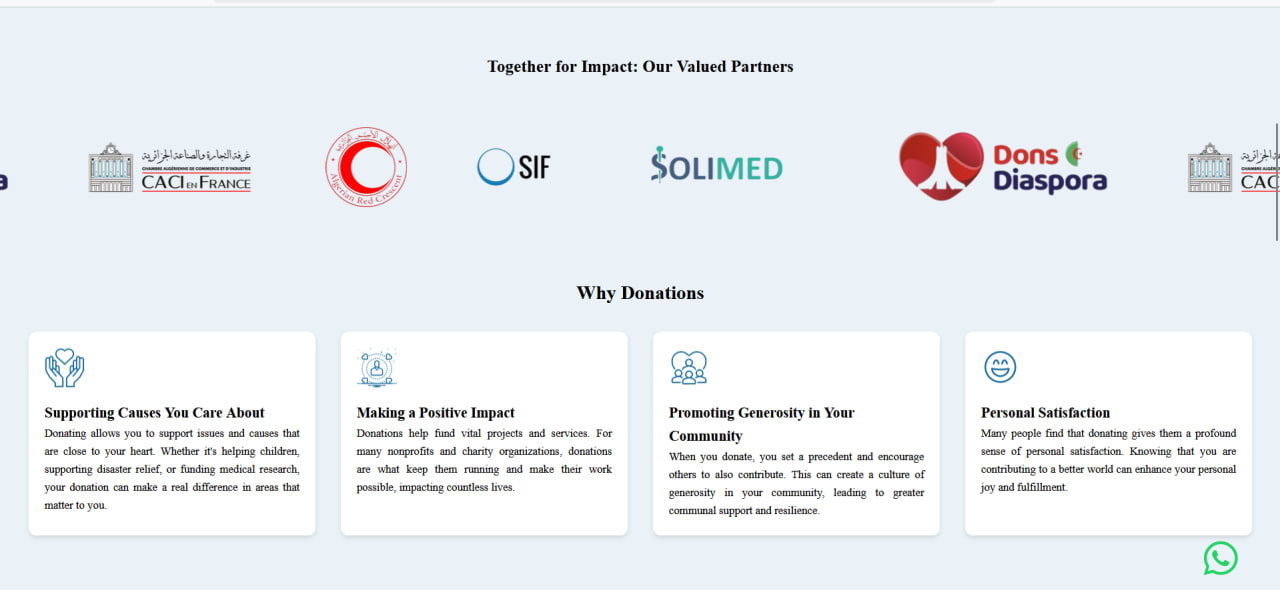 Together for Impact: Our Valued Partners
a
غرفة التجارة والصناعة الجزائرية
CHAMBRE ALGÉRIENNE DE COMMERCE ET D'INDUSTRIE
CACI EN FRANCE
الهلال الأحمر الجزائري
Algerian Red Crescent
SIF
SOLIMED
Dons
Diaspora
CAC
Why Donations
Supporting Causes You Care About
Donating allows you to support issues and causes that
are close to your heart. Whether it's helping children,
supporting disaster relief, or funding medical research,
your donation can make a real difference in areas that
matter to you.
Making a Positive Impact
Donations help fund vital projects and services. For
many nonprofits and charity organizations, donations
are what keep them running and make their work
possible, impacting countless lives.
Promoting Generosity in Your
Community
When you donate, you set a precedent and encourage
others to also contribute. This can create a culture of
generosity in your community, leading to greater
communal support and resilience.
Personal Satisfaction
Many people find that donating gives them a profound
sense of personal satisfaction. Knowing that you are
contributing to a better world can enhance your personal
joy and fulfillment.